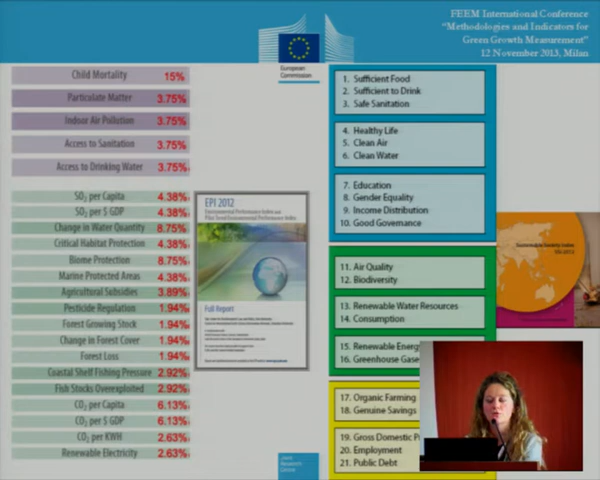 FEEM International Conference
"Methodologies and Indicators for
Green Growth Measurement"
12 November 2013, Milan
European
Commission
Child Mortality 15%
Particulate Matter 3.75%
Indoor Air Pollution 3.75%
Access to Sanitation 3.75%
Access to Drinking Water 3.75%
SO2 per Capita 4.38%
SO2 per $ GDP 4.38%
Change in Water Quantity 8.75%
Critical Habitat Protection 4.38%
Biome Protection 8.75%
Marine Protected Areas 4.38%
Agricultural Subsidies 3.89%
Pesticide Regulation 1.94%
Forest Growing Stock 1.94%
Change in Forest Cover 1.94%
Forest Loss 1.94%
Coastal Shelf Fishing Pressure 2.92%
Fish Stocks Overexploited 2.92%
CO2 per Capita 6.13%
CO2 per $ GDP 6.13%
CO2 per KWH 2.63%
Renewable Electricity 2.63%
EPI 2012
Full Report
1. Sufficient Food
2. Sufficient to Drink
3. Safe Sanitation
4. Healthy Life
5. Clean Air
6. Clean Water
7. Education
8. Gender Equality
9. Income Distribution
10. Good Governance
11. Air Quality
12. Biodiversity
13. Renewable Water Resources
14. Consumption
15. Renewable Energ
16. Greenhouse Gase
17. Organic Farming
18. Genuine Savings
19. Gross Domestic P
20. Employment
21. Public Debt
Sustainable Society Index
Joint
Research
Centre